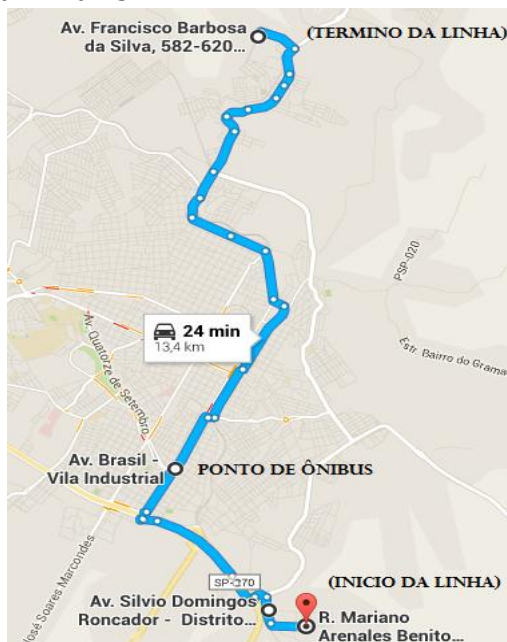 Av. Francisco Barbosa
da Silva, 582-620...
(TERMINO DA LINHA)
PSP-020
Av. Quatorze de Setembro
24 min
13,4 km
Estr. Bairro do Grama
Av. Brasil -
Vila Industrial
PONTO DE ÔNIBUS
José Soares Marcondes
SP-270
(INICIO DA LINHA)
Av. Silvio Domingos
Roncador - Distrito...
R. Mariano
Arenales Benito...